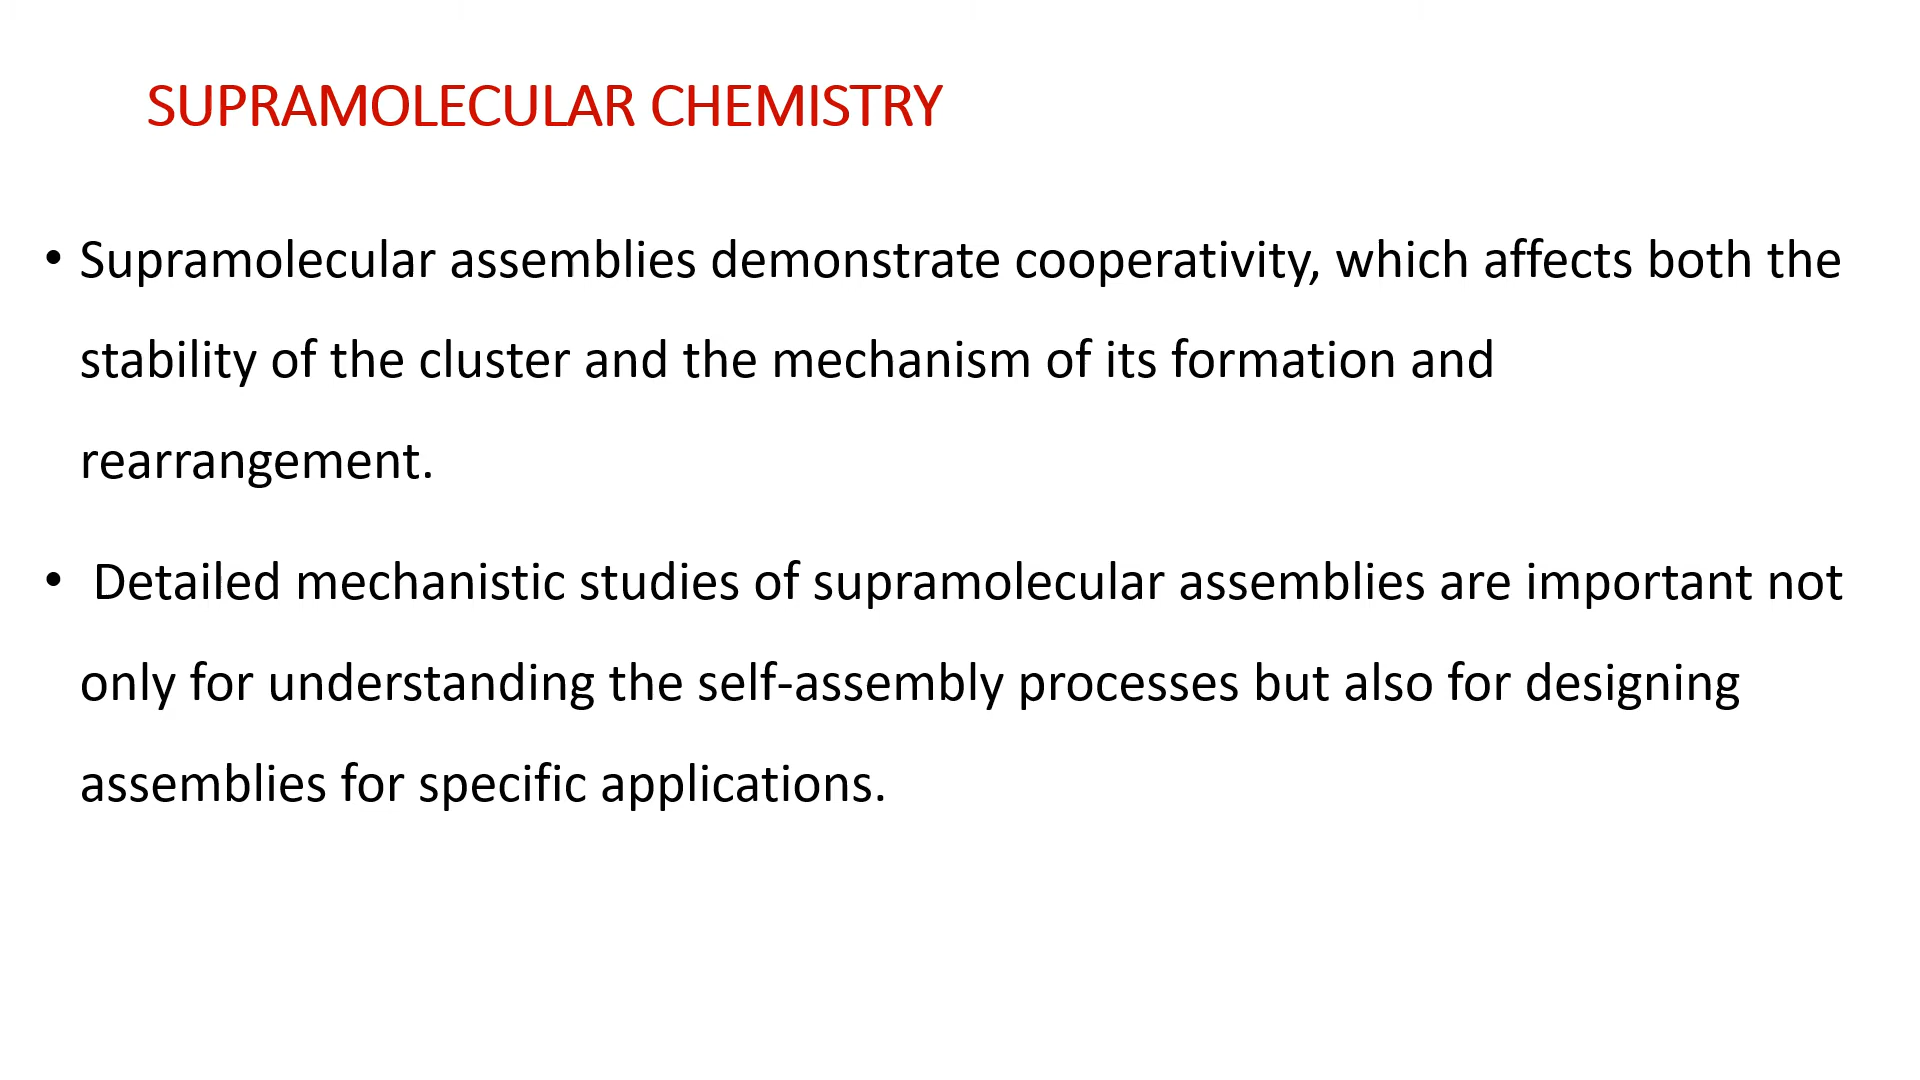 SUPRAMOLECULAR CHEMISTRY
• Supramolecular assemblies demonstrate cooperativity, which affects both the
stability of the cluster and the mechanism of its formation and
rearrangement.
• Detailed mechanistic studies of supramolecular assemblies are important not
only for understanding the self-assembly processes but also for designing
assemblies for specific applications.